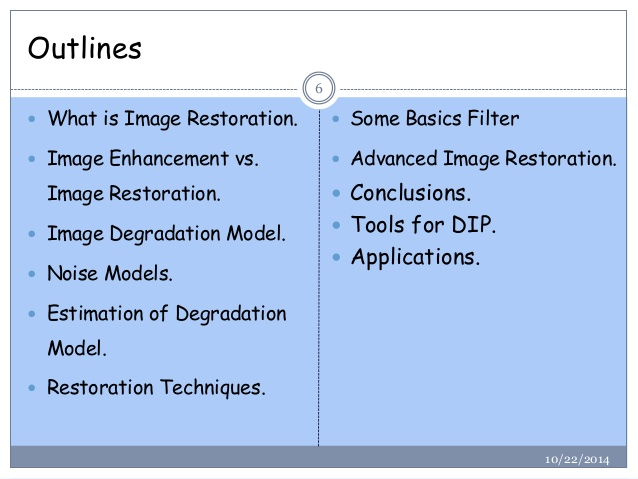 Outlines
6
What is Image Restoration.
Image Enhancement vs.
Image Restoration.
Image Degradation Model.
Noise Models.
Estimation of Degradation
Model.
Restoration Techniques.
Some Basics Filter
Advanced Image Restoration.
Conclusions.
Tools for DIP.
Applications.
10/22/2014